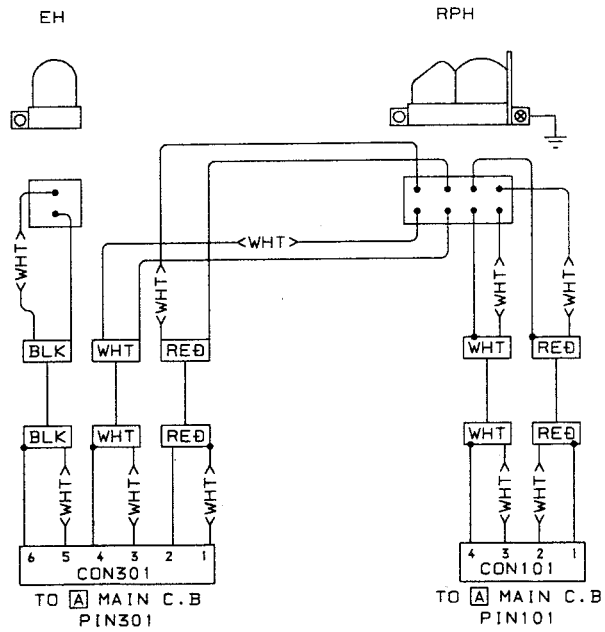 EH
RPH
<WHT>
<WHT>
<WHT>
<WHT>
<WHT>
BLK
WHT
RED
WHT
RED
BLK
WHT
RED
WHT
RED
<WHT>
<WHT>
<WHT>
<WHT>
<WHT>
6 5 4 3 2 1
4 3 2 1
CON301
CON101
TO A MAIN C.B
PIN301
TO A MAIN C.B
PIN101